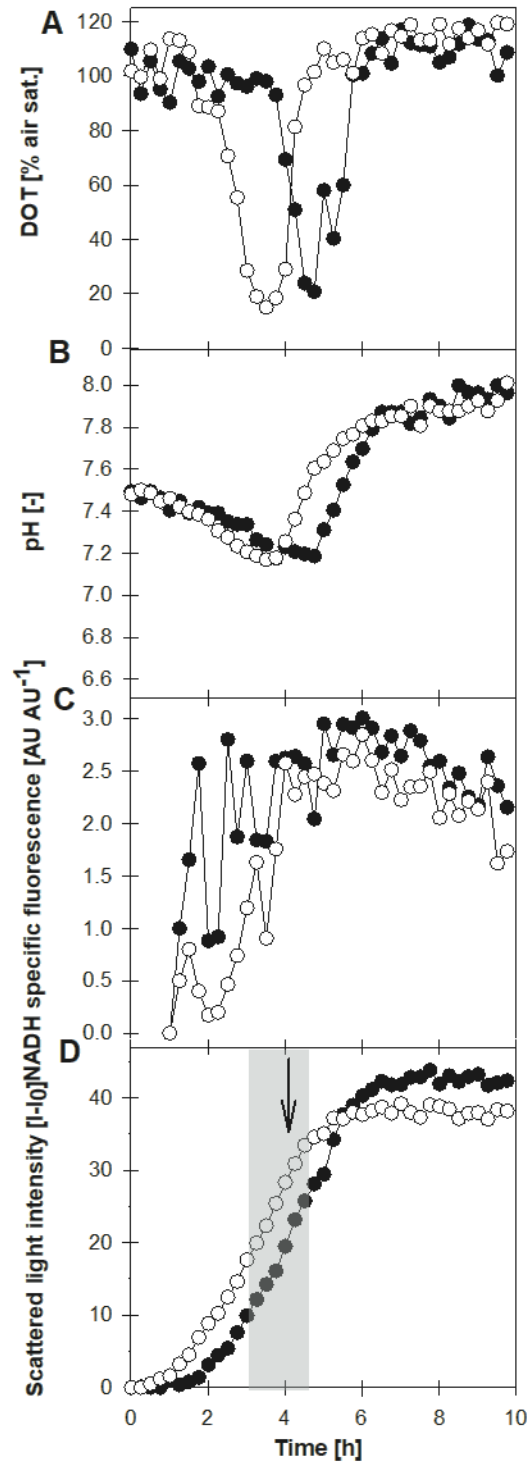 A
120
100
80
60
40
20
0
DOT [% air sat.]
B
8.0
7.8
7.6
7.4
7.2
7.0
6.8
6.6
pH [-]
C
3.0
2.5
2.0
1.5
1.0
0.5
0.0
NADH specific fluorescence [AU AU-1]
D
40
30
20
10
0
Scattered light intensity [I-I0]
0 2 4 6 8 10
Time [h]